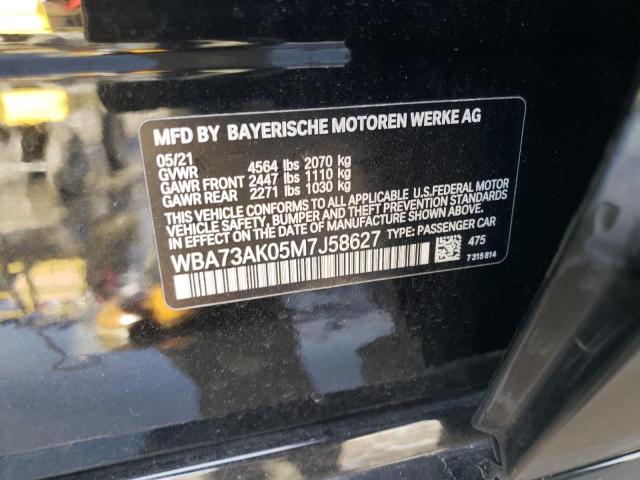 MFD BY BAYERISCHE MOTOREN WERKE AG
05/21
GVWR 4564 lbs 2070 kg
GAWR FRONT 2447 lbs 1110 kg
GAWR REAR 2271 lbs 1030 kg
THIS VEHICLE CONFORMS TO ALL APPLICABLE U.S.FEDERAL MOTOR
VEHICLE SAFETY, BUMPER AND THEFT PREVENTION STANDARDS IN
EFFECT ON THE DATE OF MANUFACTURE SHOWN ABOVE.
WBA73AK05M7J58627 TYPE: PASSENGER CAR
475
7315814